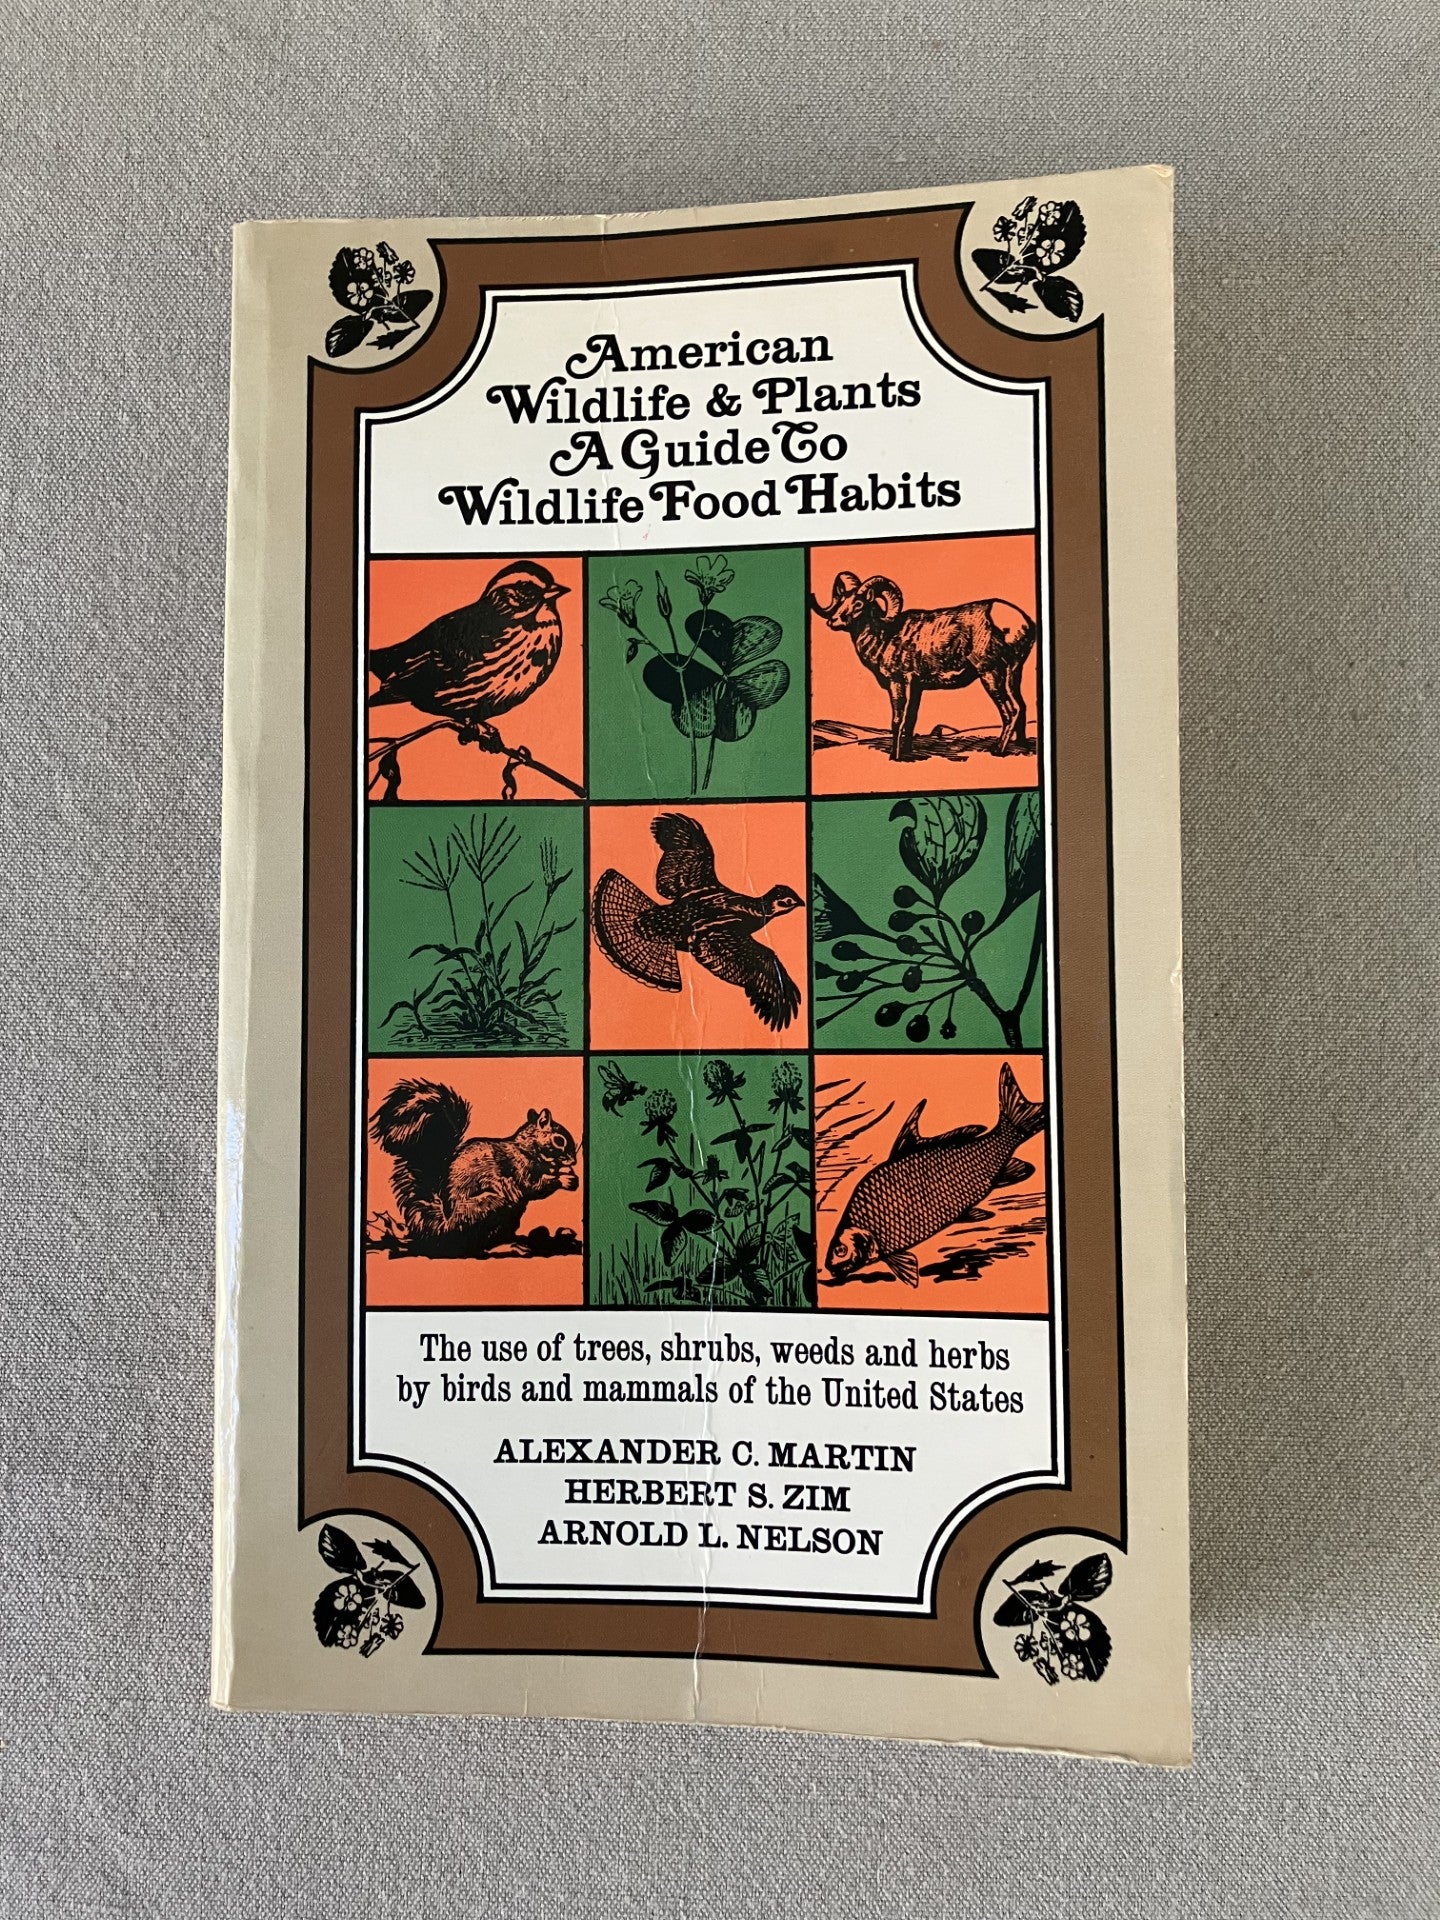 American
Wildlife & Plants
A Guide To
Wildlife Food Habits
The use of trees, shrubs, weeds and herbs
by birds and mammals of the United States
ALEXANDER C. MARTIN
HERBERT S. ZIM
ARNOLD L. NELSON